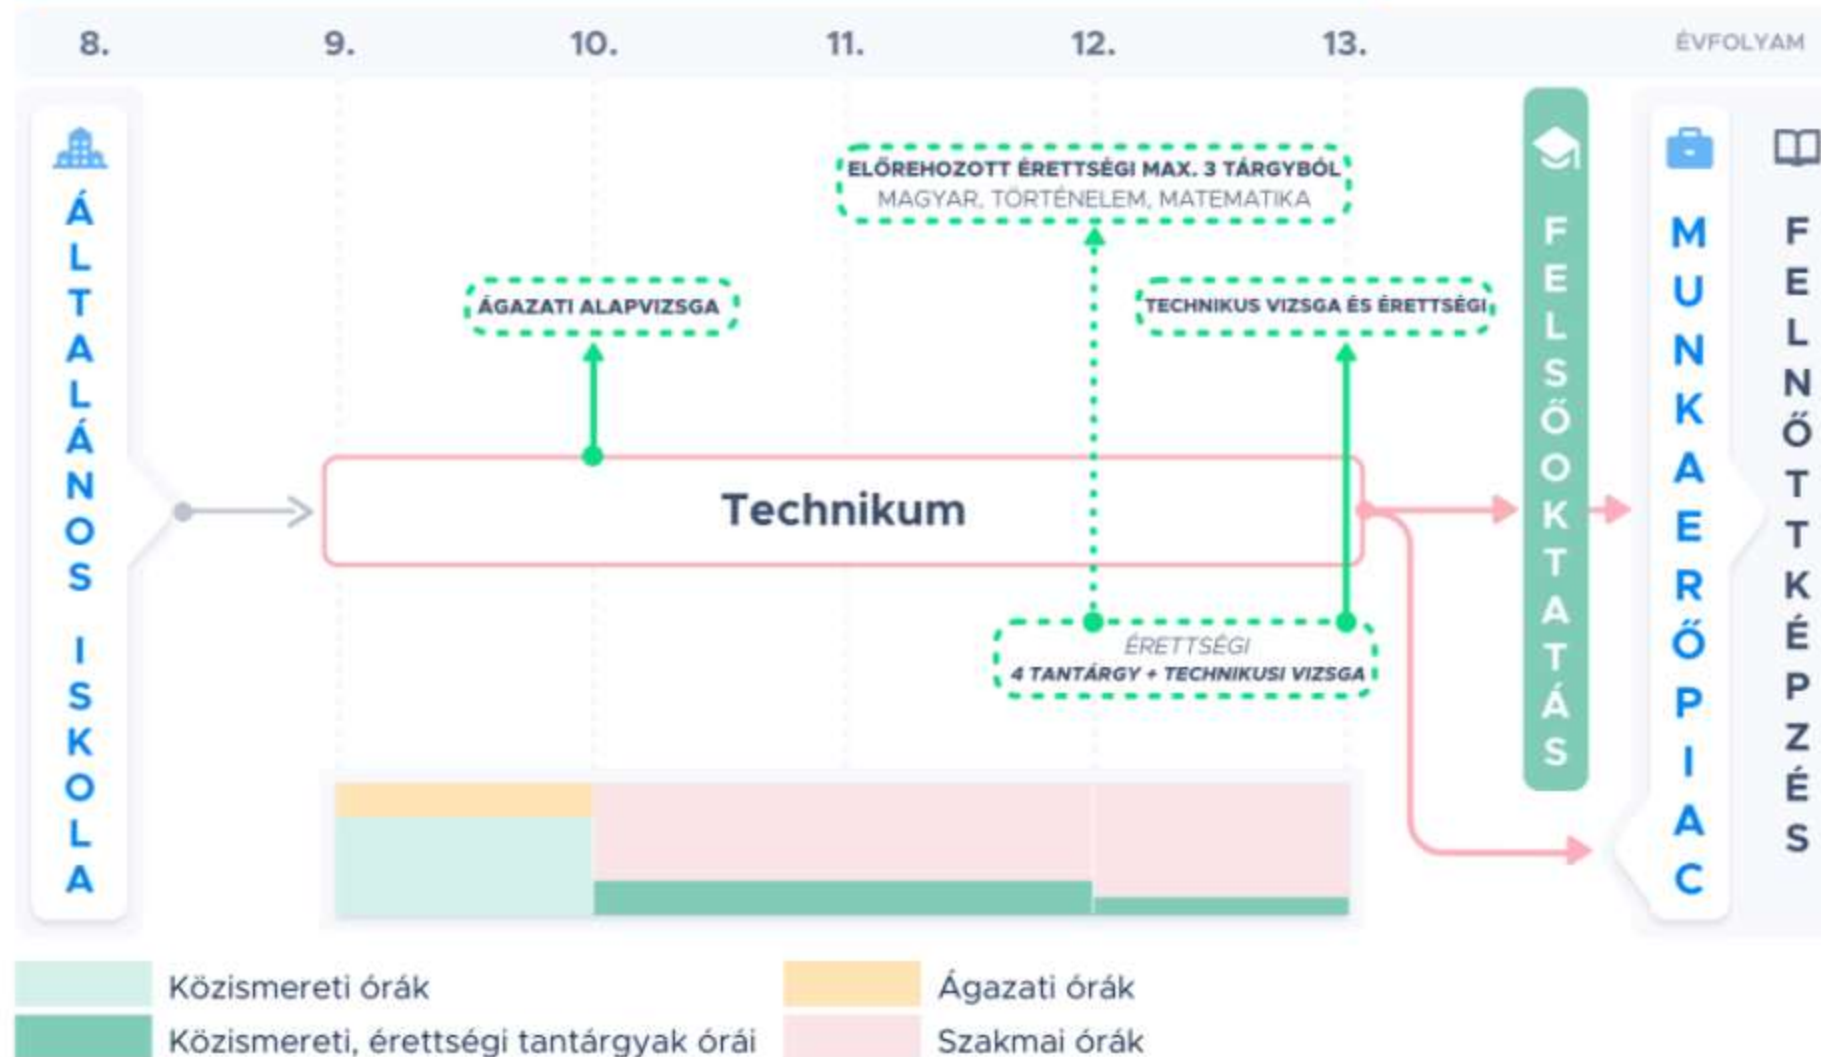 8. 9. 10. 11. 12. 13. ÉVFOLYAM
ÁLTALÁNOS ISKOLA
ELŐREHOZOTT ÉRETTSÉGI MAX. 3 TÁRGYBÓL
MAGYAR, TÖRTÉNELEM, MATEMATIKA
ÁGAZATI ALAPVIZSGA
TECHNIKUS VIZSGA ÉS ÉRETTSÉGI
Technikum
ÉRETTSÉGI
4 TANTÁRGY + TECHNIKUSI VIZSGA
FELSŐOKTATÁS
MUNKAERŐPIAC
FELNŐTTKÉPZÉS
Közismereti órák
Ágazati órák
Közismereti, érettségi tantárgyak órái
Szakmai órák